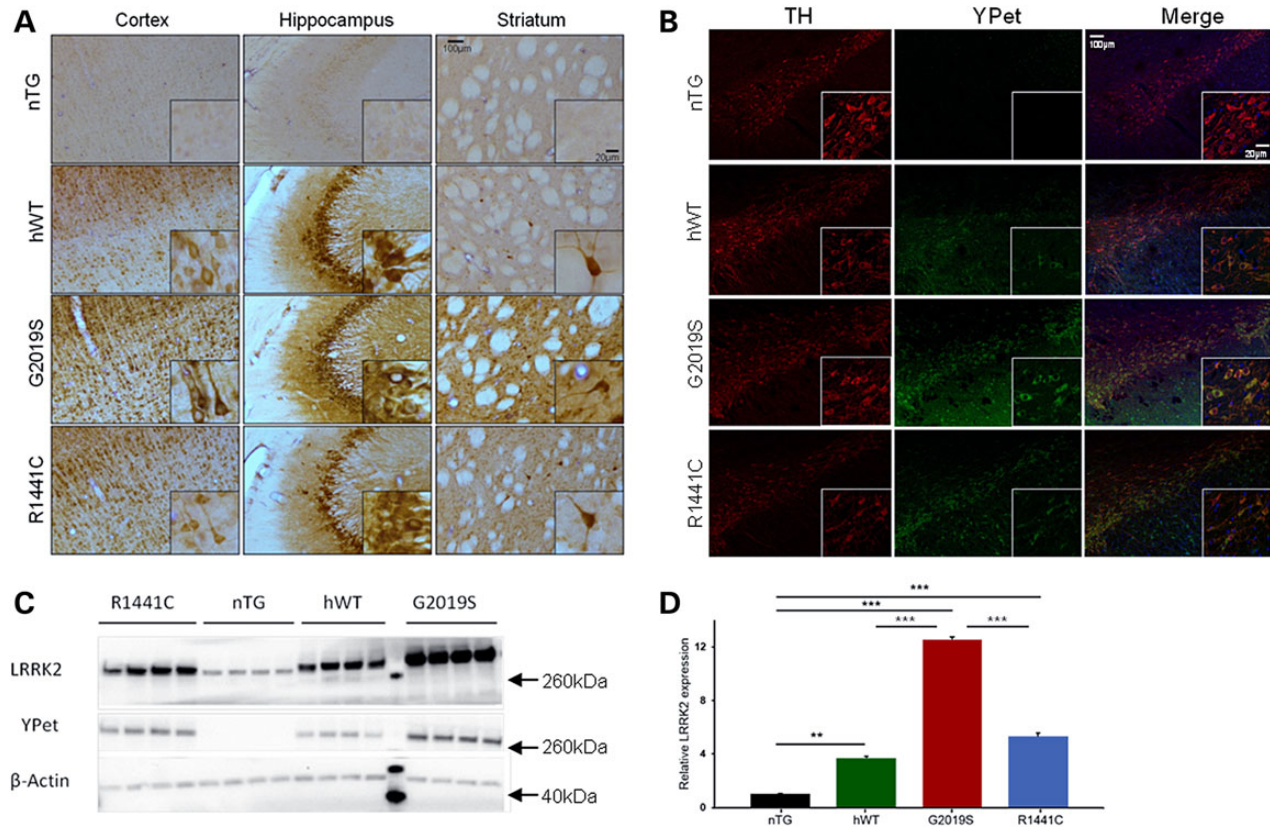 A
Cortex Hippocampus Striatum
nTG
100µm
20µm
hWT
G2019S
R1441C
B
TH YPet Merge
nTG
100µm
20µm
hWT
G2019S
R1441C
C
R1441C nTG hWT G2019S
LRRK2
260kDa
YPet
260kDa
β-Actin
40kDa
D
***
***
*** ***
**
Relative LRRK2 expression
12
8
4
0
nTG hWT G2019S R1441C